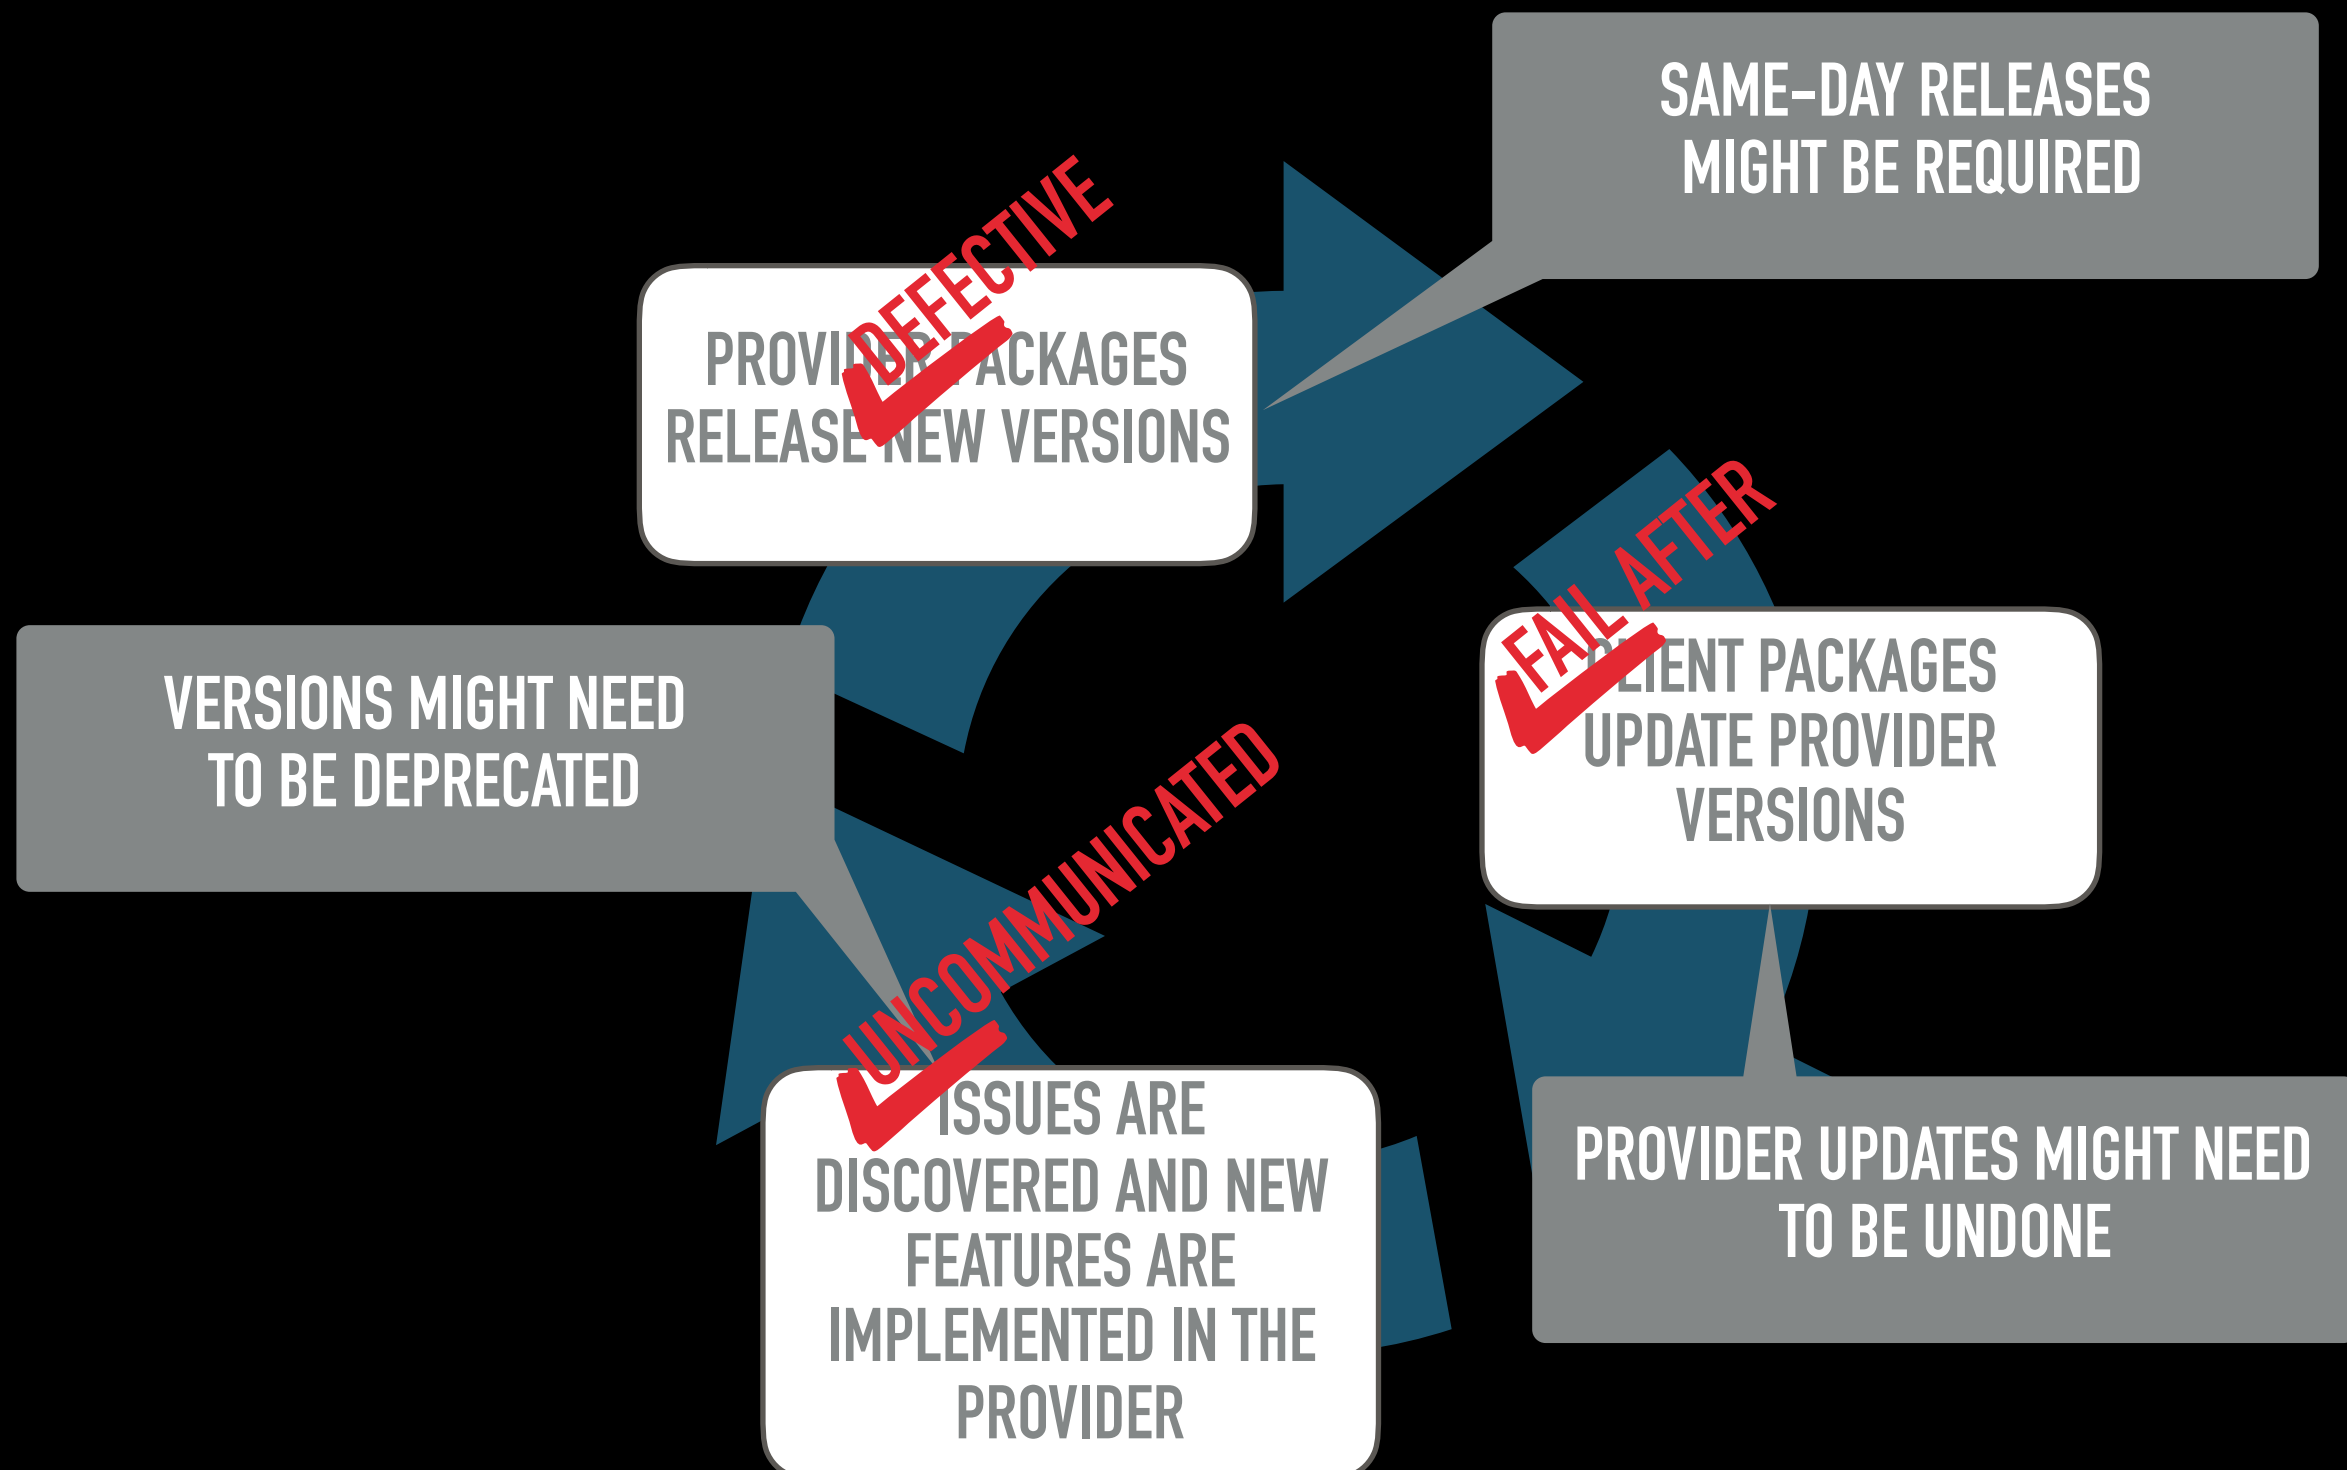 SAME-DAY RELEASES
MIGHT BE REQUIRED
DEFECTIVE
PROVIDER PACKAGES
RELEASE NEW VERSIONS
FAIL AFTER
CLIENT PACKAGES
UPDATE PROVIDER
VERSIONS
VERSIONS MIGHT NEED
TO BE DEPRECATED
UNCOMMUNICATED
ISSUES ARE
DISCOVERED AND NEW
FEATURES ARE
IMPLEMENTED IN THE
PROVIDER
PROVIDER UPDATES MIGHT NEED
TO BE UNDONE